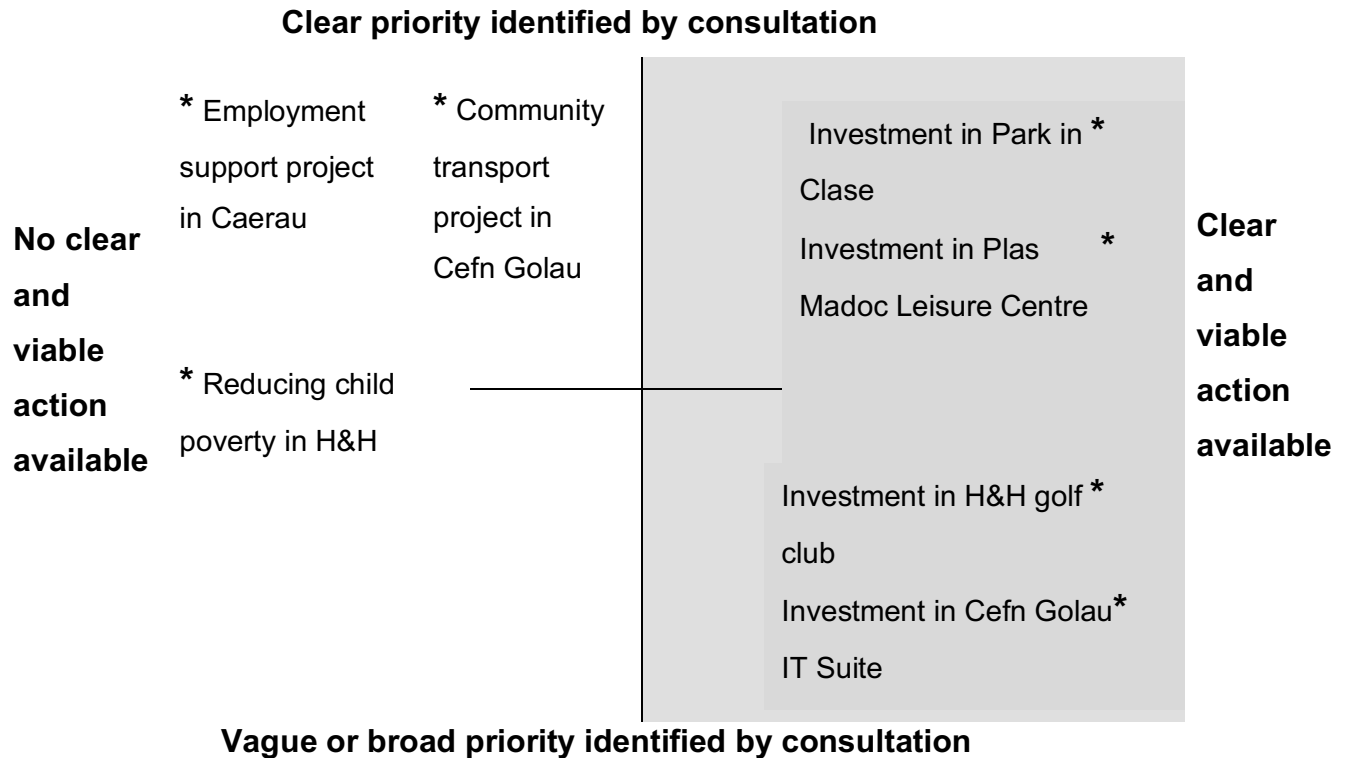 Clear priority identified by consultation
* Employment
support project
in Caerau
* Community
transport
project in
Cefn Golau
Investment in Park in *
Clase
Investment in Plas *
Madoc Leisure Centre
No clear
and
viable
action
available
Clear
and
viable
action
available
* Reducing child
poverty in H&H
Investment in H&H golf *
club
Investment in Cefn Golau*
IT Suite
Vague or broad priority identified by consultation